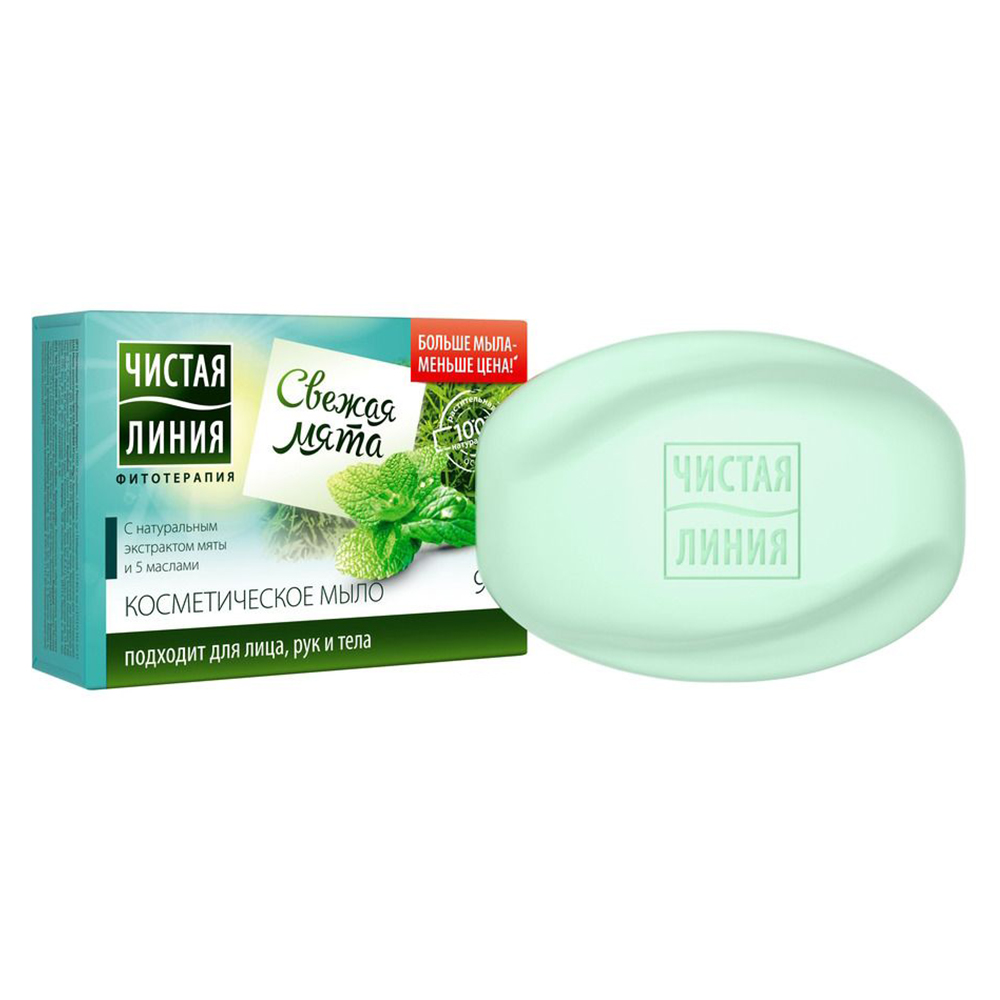 ЧИСТАЯ
ЛИНИЯ
ФИТОТЕРАПИЯ
Свежая
мята
БОЛЬШЕ МЫЛА-
МЕНЬШЕ ЦЕНА!
100
С натуральным
экстрактом мяты
и 5 маслами
КОСМЕТИЧЕСКОЕ МЫЛО
подходит для лица, рук и тела
ЧИСТАЯ
ЛИНИЯ